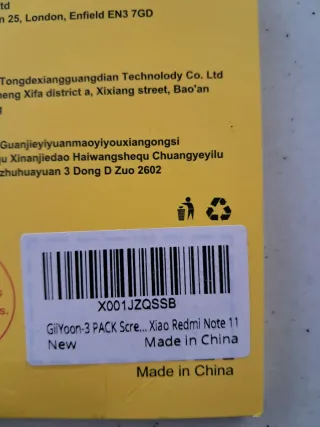 td
n 25, London, Enfield EN3 7GD
Tongdexiangguangdian Technolody Co. Ltd
eng Xifa district a, Xixiang street, Bao'an
g
Guanjieyiyuanmaoyiyouxiangongsi
qu Xinanjiedao Haiwangshequ Chuangyeyilu
zhuhuayuan 3 Dong D Zuo 2602
s.
X001JZQSSB
GiiYoon-3 PACK Scre... Xiao Redmi Note 11
New Made in China
Made in China